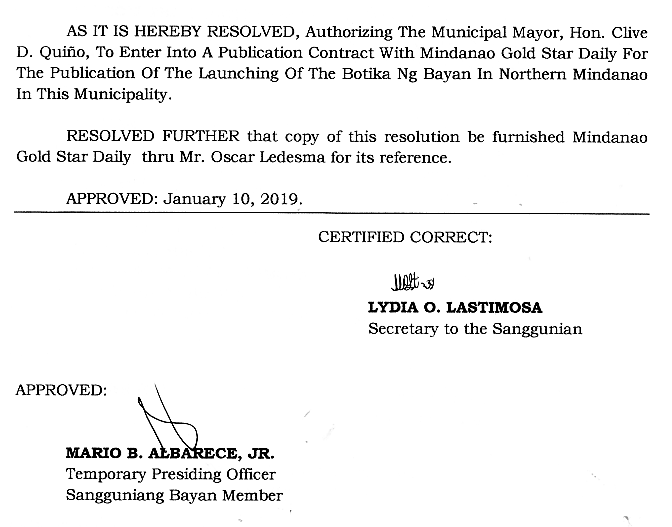 AS IT IS HEREBY RESOLVED, Authorizing The Municipal Mayor, Hon. Clive
D. Quiño, To Enter Into A Publication Contract With Mindanao Gold Star Daily For
The Publication Of The Launching Of The Botika Ng Bayan In Northern Mindanao
In This Municipality.
RESOLVED FURTHER that copy of this resolution be furnished Mindanao
Gold Star Daily thru Mr. Oscar Ledesma for its reference.
APPROVED: January 10, 2019.
CERTIFIED CORRECT:
LYDIA O. LASTIMOSA
Secretary to the Sanggunian
APPROVED:
MARIO B. ALBARECE, JR.
Temporary Presiding Officer
Sangguniang Bayan Member